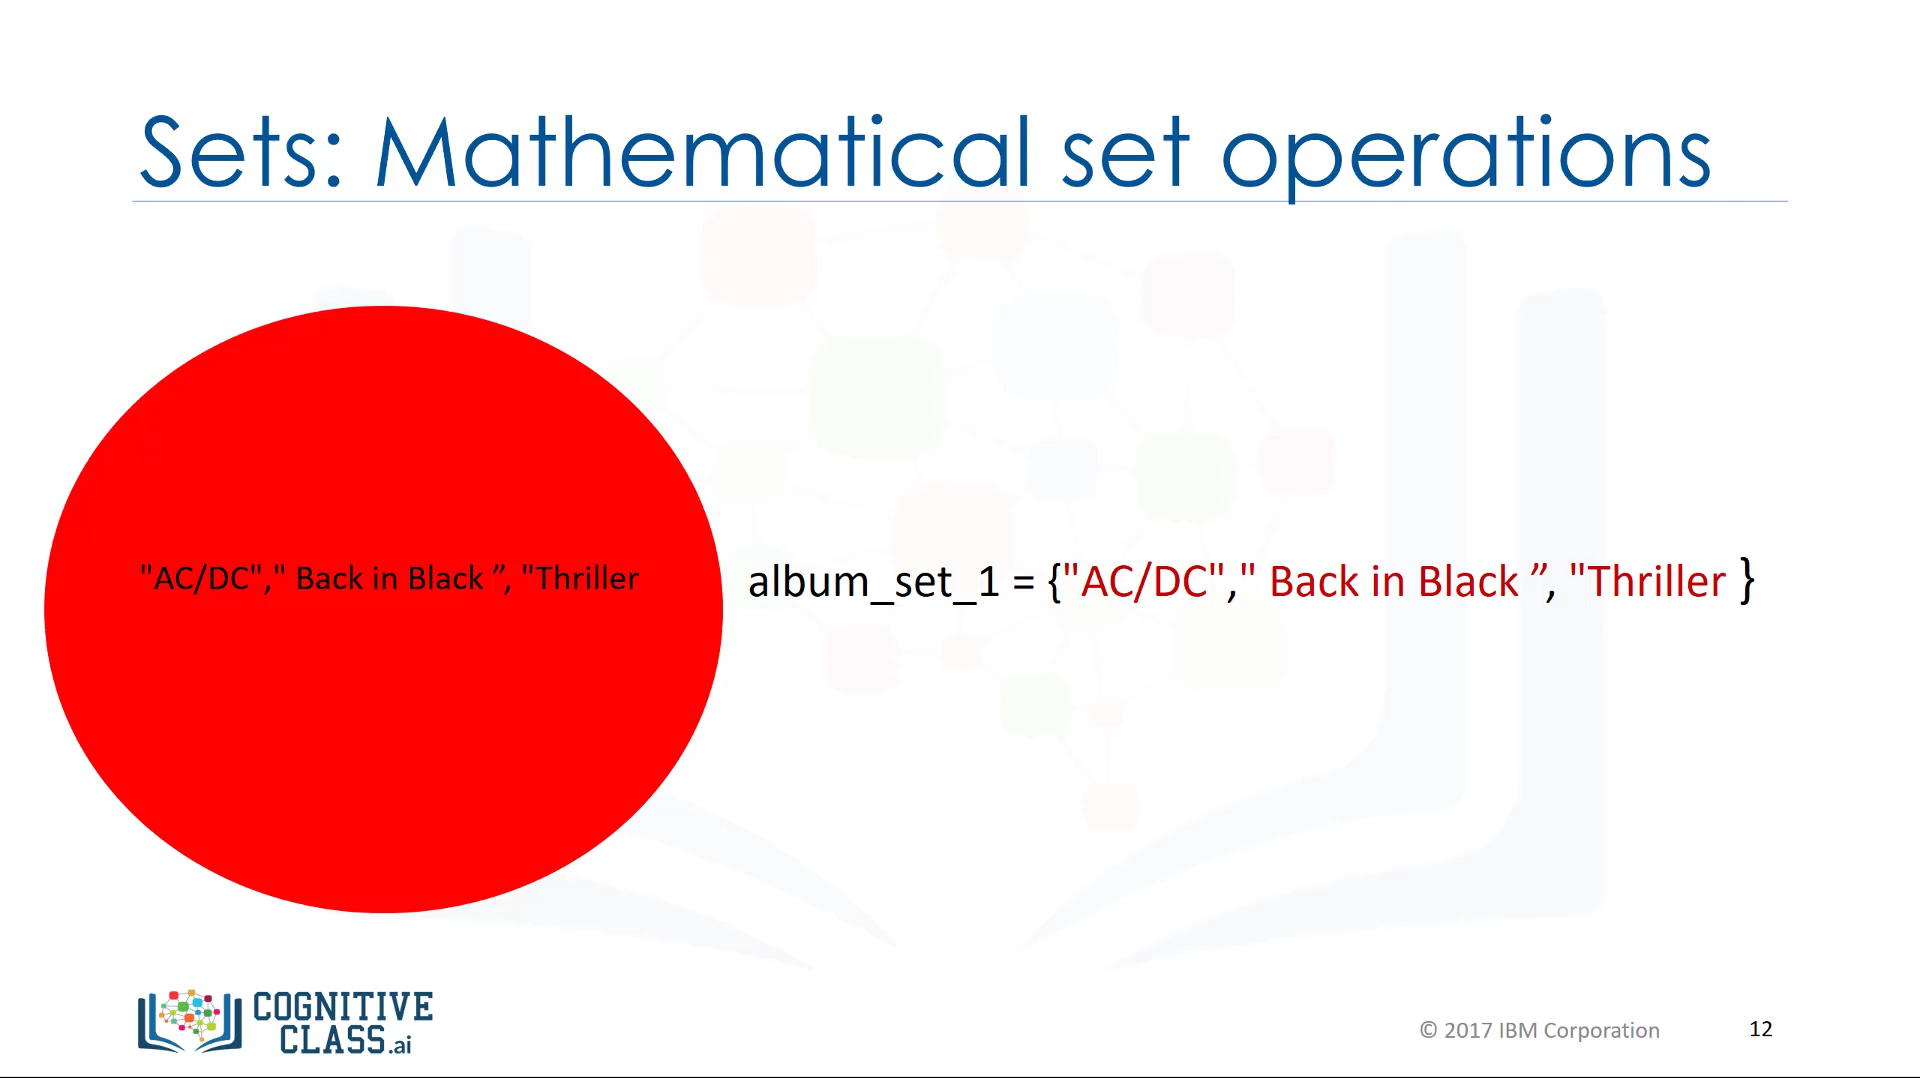 Sets: Mathematical set operations
"AC/DC"," Back in Black ”, "Thriller
album_set_1 = {"AC/DC"," Back in Black ”, "Thriller }
COGNITIVE
CLASS.ai
© 2017 IBM Corporation
12